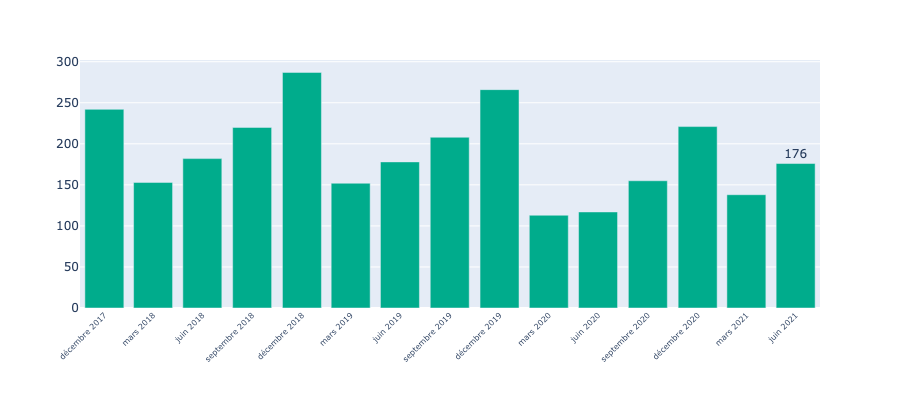 300
250
200
150
100
50
0
176
décembre 2017
mars 2018
juin 2018
septembre 2018
décembre 2018
mars 2019
juin 2019
septembre 2019
décembre 2019
mars 2020
juin 2020
septembre 2020
décembre 2020
mars 2021
juin 2021